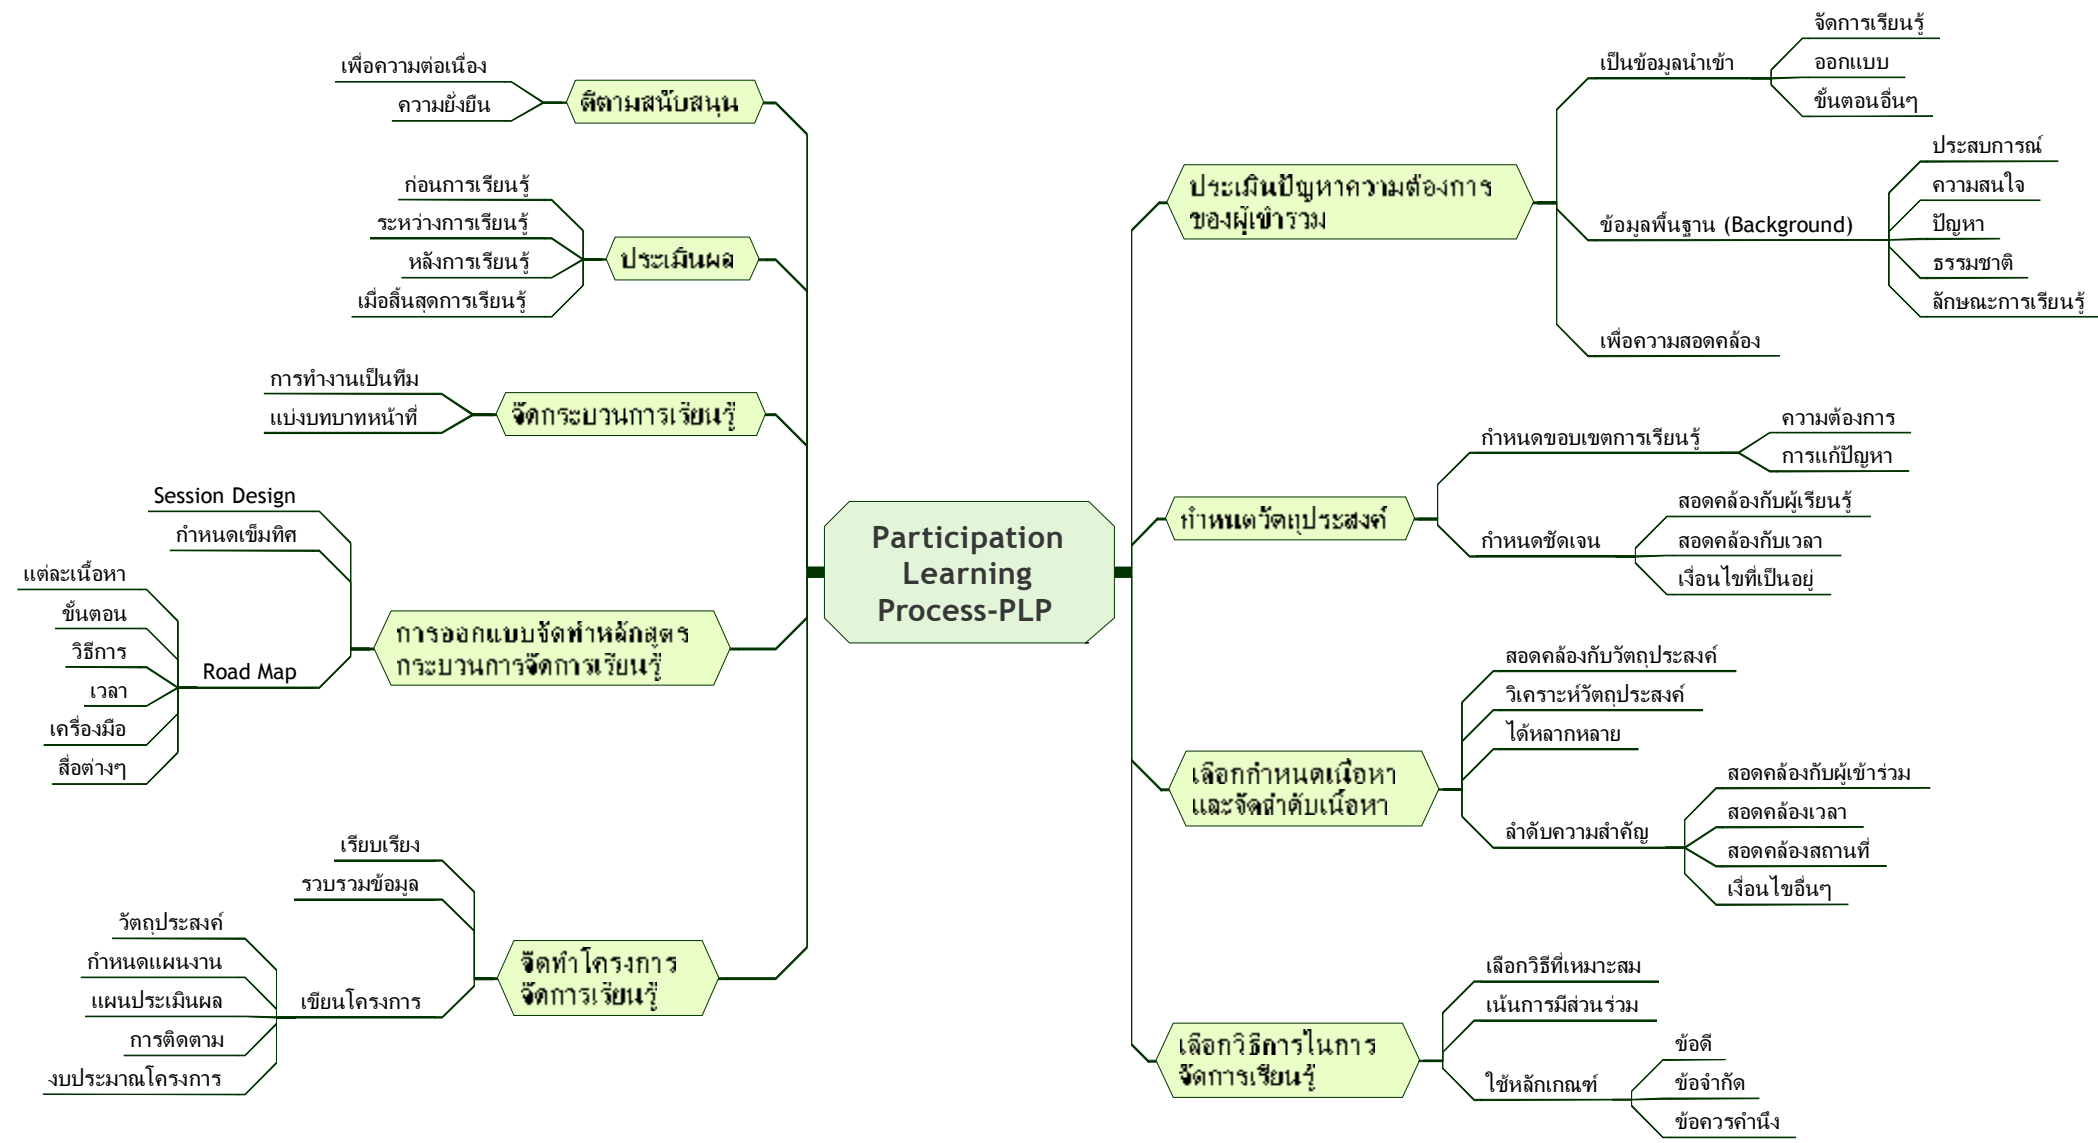 Participation
Learning
Process-PLP
ประเมินปัญหาความต้องการ
ของผู้เข้าร่วม
เป็นข้อมูลนำเข้า
จัดการเรียนรู้
ออกแบบ
ขั้นตอนอื่นๆ
ข้อมูลพื้นฐาน (Background)
ประสบการณ์
ความสนใจ
ปัญหา
ธรรมชาติ
ลักษณะการเรียนรู้
เพื่อความสอดคล้อง
กำหนดวัตถุประสงค์
กำหนดขอบเขตการเรียนรู้
ความต้องการ
การแก้ปัญหา
กำหนดชัดเจน
สอดคล้องกับผู้เรียนรู้
สอดคล้องกับเวลา
เงื่อนไขที่เป็นอยู่
เลือกกำหนดเนื้อหา
และจัดลำดับเนื้อหา
สอดคล้องกับวัตถุประสงค์
วิเคราะห์วัตถุประสงค์
ได้หลากหลาย
ลำดับความสำคัญ
สอดคล้องกับผู้เข้าร่วม
สอดคล้องเวลา
สอดคล้องสถานที่
เงื่อนไขอื่นๆ
เลือกวิธีการในการ
จัดการเรียนรู้
เลือกวิธีที่เหมาะสม
เน้นการมีส่วนร่วม
ใช้หลักเกณฑ์
ข้อดี
ข้อจำกัด
ข้อควรคำนึง
จัดทำโครงการ
จัดการเรียนรู้
เรียบเรียง
รวบรวมข้อมูล
เขียนโครงการ
วัตถุประสงค์
กำหนดแผนงาน
แผนประเมินผล
การติดตาม
งบประมาณโครงการ
การออกแบบจัดทำหลักสูตร
กระบวนการจัดการเรียนรู้
Session Design
กำหนดเข็มทิศ
Road Map
แต่ละเนื้อหา
ขั้นตอน
วิธีการ
เวลา
เครื่องมือ
สื่อต่างๆ
จัดกระบวนการเรียนรู้
การทำงานเป็นทีม
แบ่งบทบาทหน้าที่
ประเมินผล
ก่อนการเรียนรู้
ระหว่างการเรียนรู้
หลังการเรียนรู้
เมื่อสิ้นสุดการเรียนรู้
ติตามสนับสนุน
เพื่อความต่อเนื่อง
ความยั่งยืน